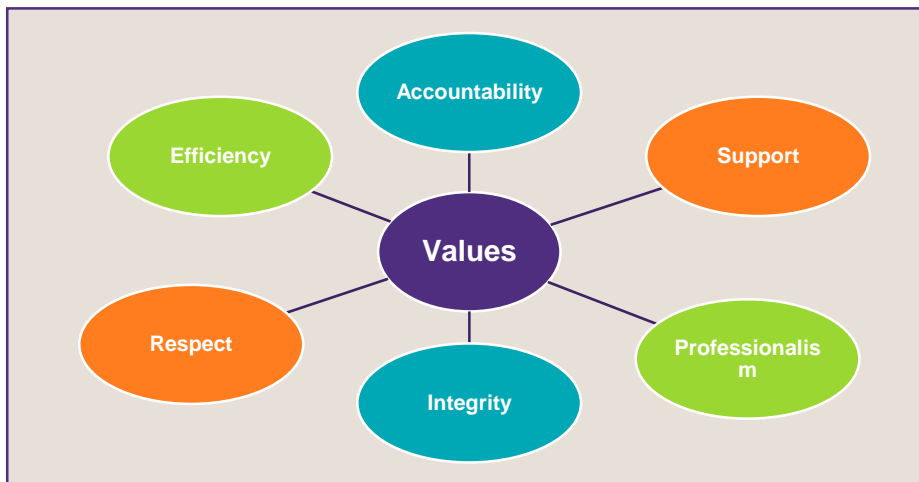 Accountability
Efficiency
Support
Values
Respect
Professionalis
m
Integrity